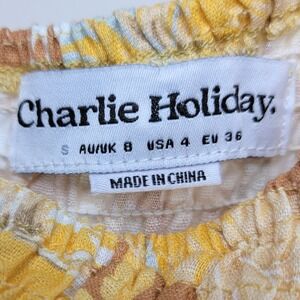 Charlie Holiday.
S AU/UK 8 USA 4 EU 36
MADE IN CHINA